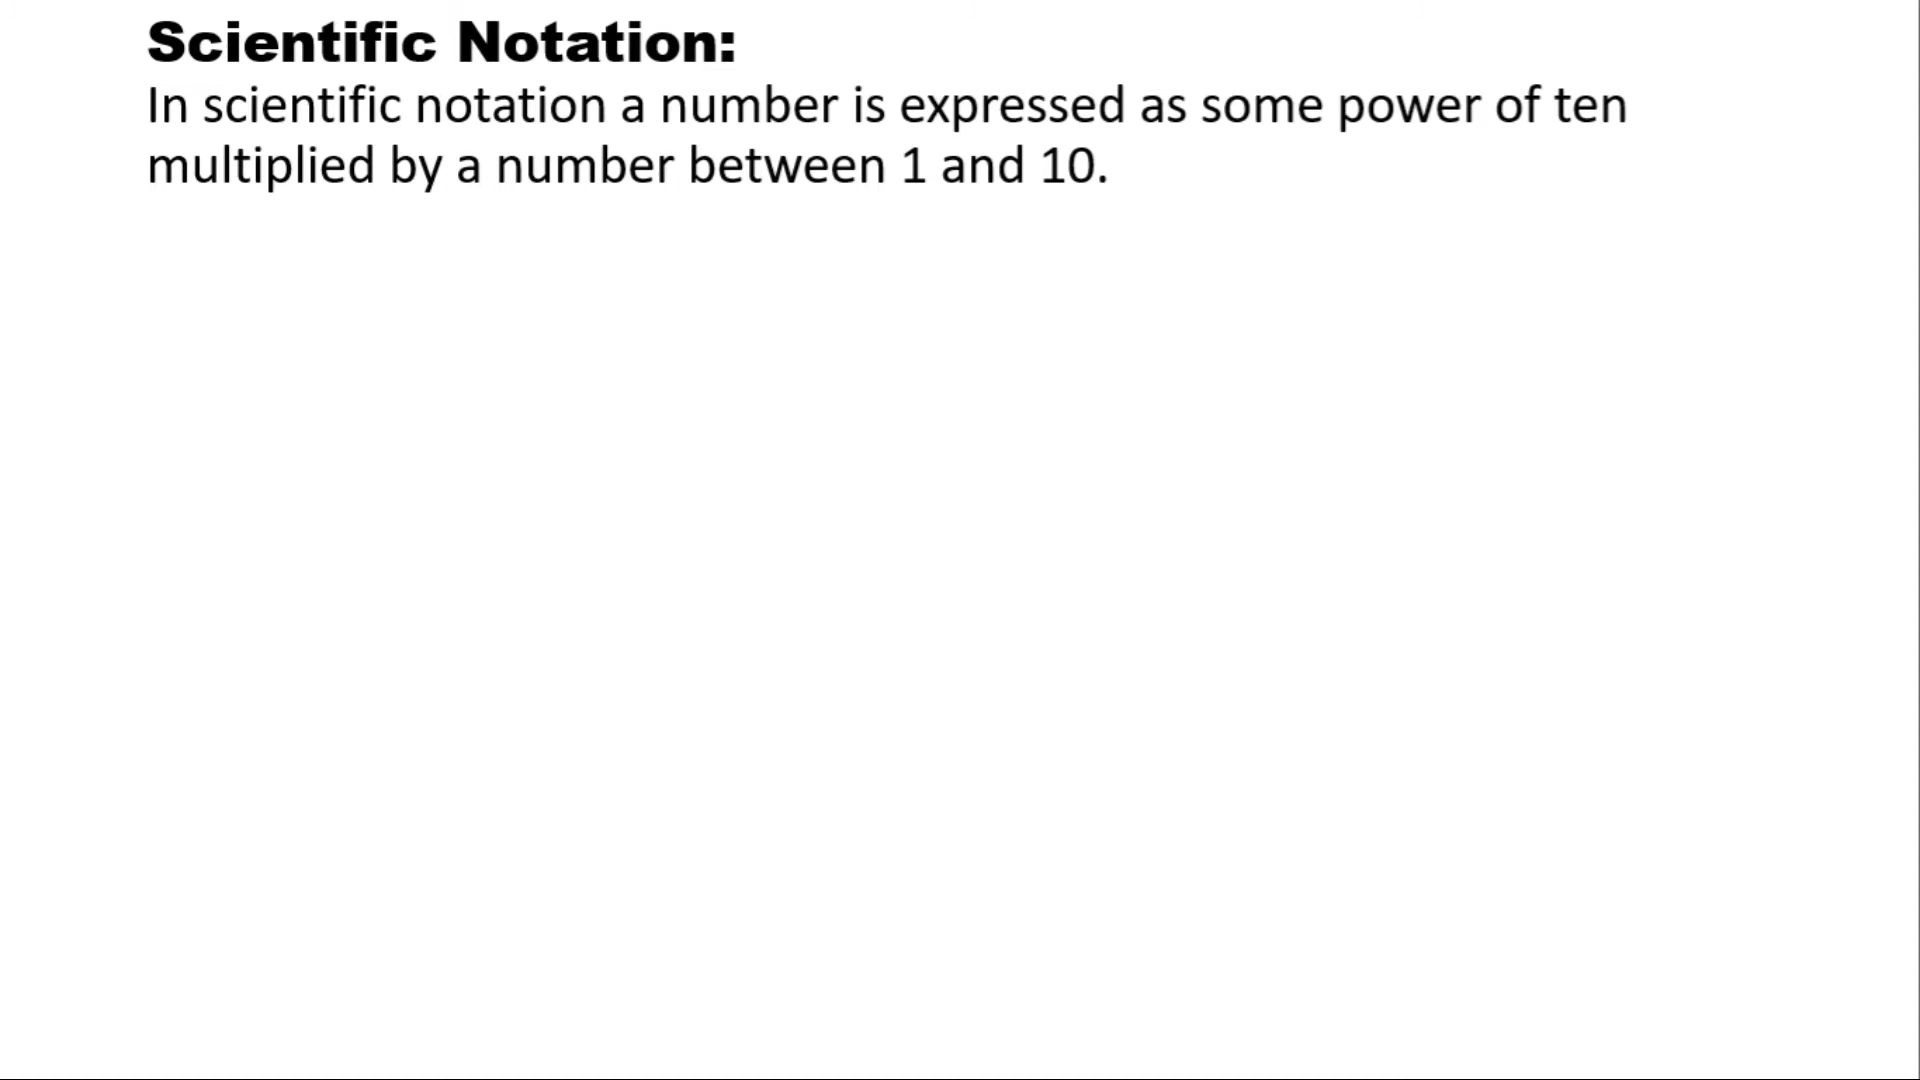 Scientific Notation:
In scientific notation a number is expressed as some power of ten
multiplied by a number between 1 and 10.